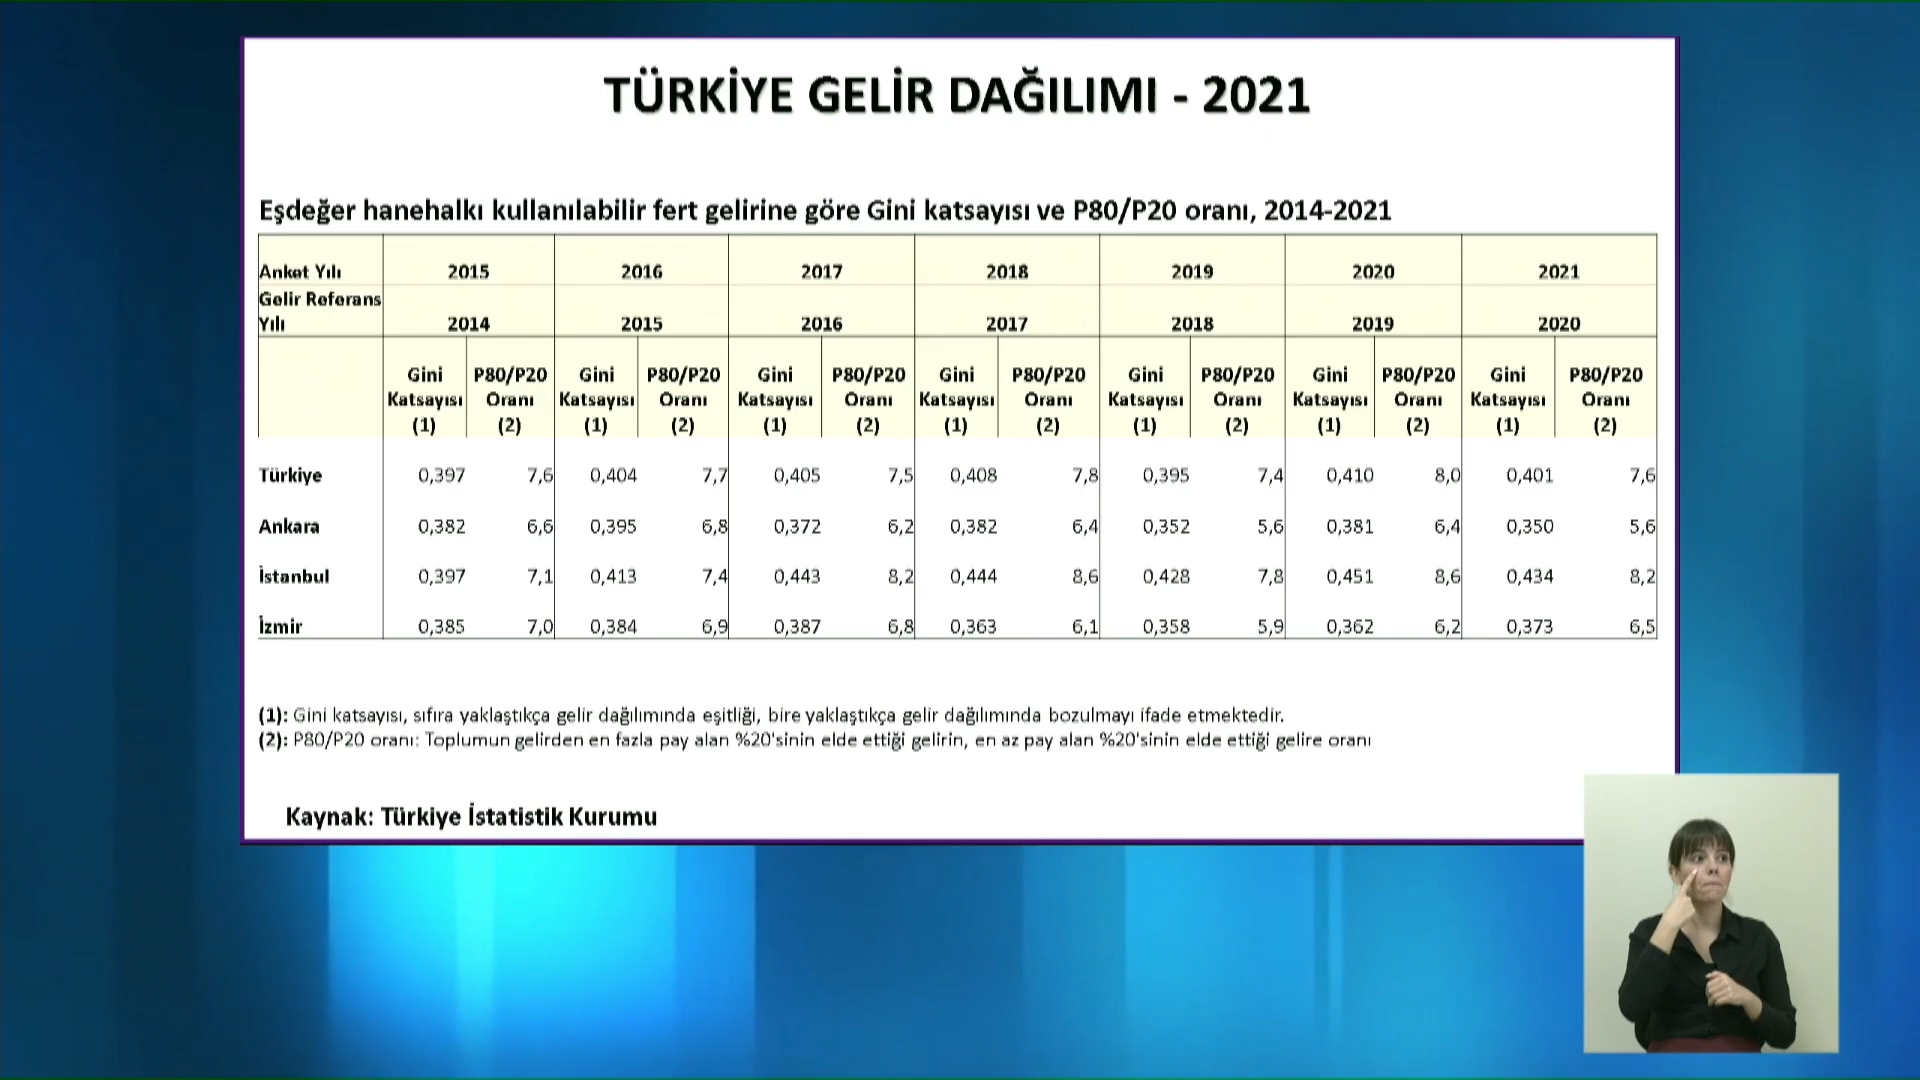 TÜRKİYE GELİR DAĞILIMI - 2021
Eşdeğer hanehalkı kullanılabilir fert gelirine göre Gini katsayısı ve P80/P20 oranı, 2014-2021
Anket Yılı 2015 2016 2017 2018 2019 2020 2021
Gelir Referans
Yılı 2014 2015 2016 2017 2018 2019 2020
Gini P80/P20 Gini P80/P20 Gini P80/P20 Gini P80/P20 Gini P80/P20 Gini P80/P20 Gini P80/P20
Katsayısı Oranı Katsayısı Oranı Katsayısı Oranı Katsayısı Oranı Katsayısı Oranı Katsayısı Oranı Katsayısı Oranı
(1) (2) (1) (2) (1) (2) (1) (2) (1) (2) (1) (2) (1) (2)
Türkiye 0,397 7,6 0,404 7,7 0,405 7,5 0,408 7,8 0,395 7,4 0,410 8,0 0,401 7,6
Ankara 0,382 6,6 0,395 6,8 0,372 6,2 0,382 6,4 0,352 5,6 0,381 6,4 0,350 5,6
İstanbul 0,397 7,1 0,413 7,4 0,443 8,2 0,444 8,6 0,428 7,8 0,451 8,6 0,434 8,2
İzmir 0,385 7,0 0,384 6,9 0,387 6,8 0,363 6,1 0,358 5,9 0,362 6,2 0,373 6,5
(1): Gini katsayısı, sıfıra yaklaştıkça gelir dağılımında eşitliği, bire yaklaştıkça gelir dağılımında bozulmayı ifade etmektedir.
(2): P80/P20 oranı: Toplumun gelirden en fazla pay alan %20'sinin elde ettiği gelirin, en az pay alan %20'sinin elde ettiği gelire oranı
Kaynak: Türkiye İstatistik Kurumu